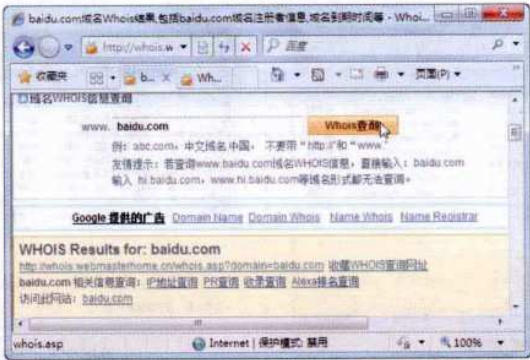 baidu.com域名Whois结果,包括baidu.com域名注册者信息,域名到期时间等 - Whoi...
http://whois.w
百度
收藏夹 b... Wh... 页面(P)
域名WHOIS信息查询
www. baidu.com Whois查询
例: abc.com, 中文域名.中国, 不要带 "http://"和 "www."
友情提示: 若查询www.baidu.com域名WHOIS信息, 直接输入: baidu.com
输入 hi.baidu.com, www.hi.baidu.com等域名形式都无法查询。
Google 提供的广告 Domain Name Domain Whois Name Whois Name Registrar
WHOIS Results for: baidu.com
http://whois.webmasterhome.cn/whois.asp?domain=baidu.com 收藏WHOIS查询网址
baidu.com 相关信息查询: IP地址查询 PR查询 收录查询 Alexa排名查询
访问此网站: baidu.com
whois.asp Internet | 保护模式: 禁用 100%